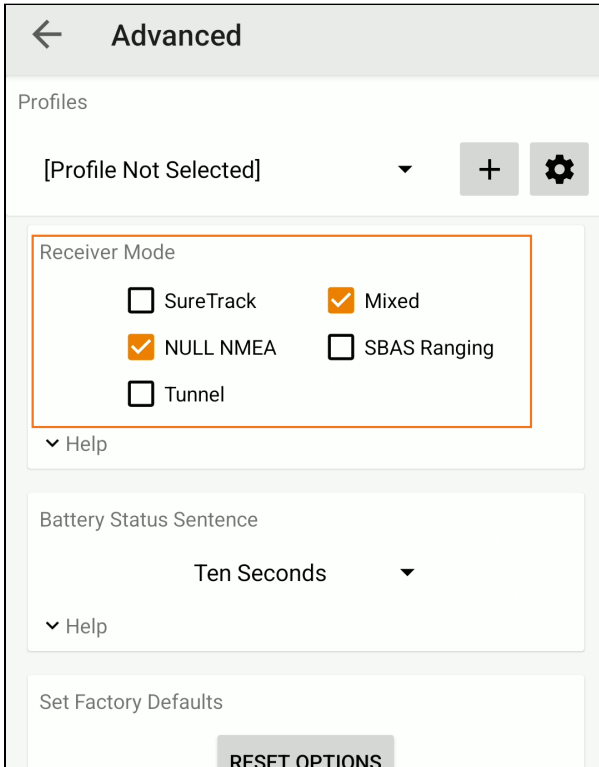 Advanced
Profiles
[Profile Not Selected]
Receiver Mode
SureTrack
Mixed
NULL NMEA
SBAS Ranging
Tunnel
Help
Battery Status Sentence
Ten Seconds
Help
Set Factory Defaults
RESET OPTIONS